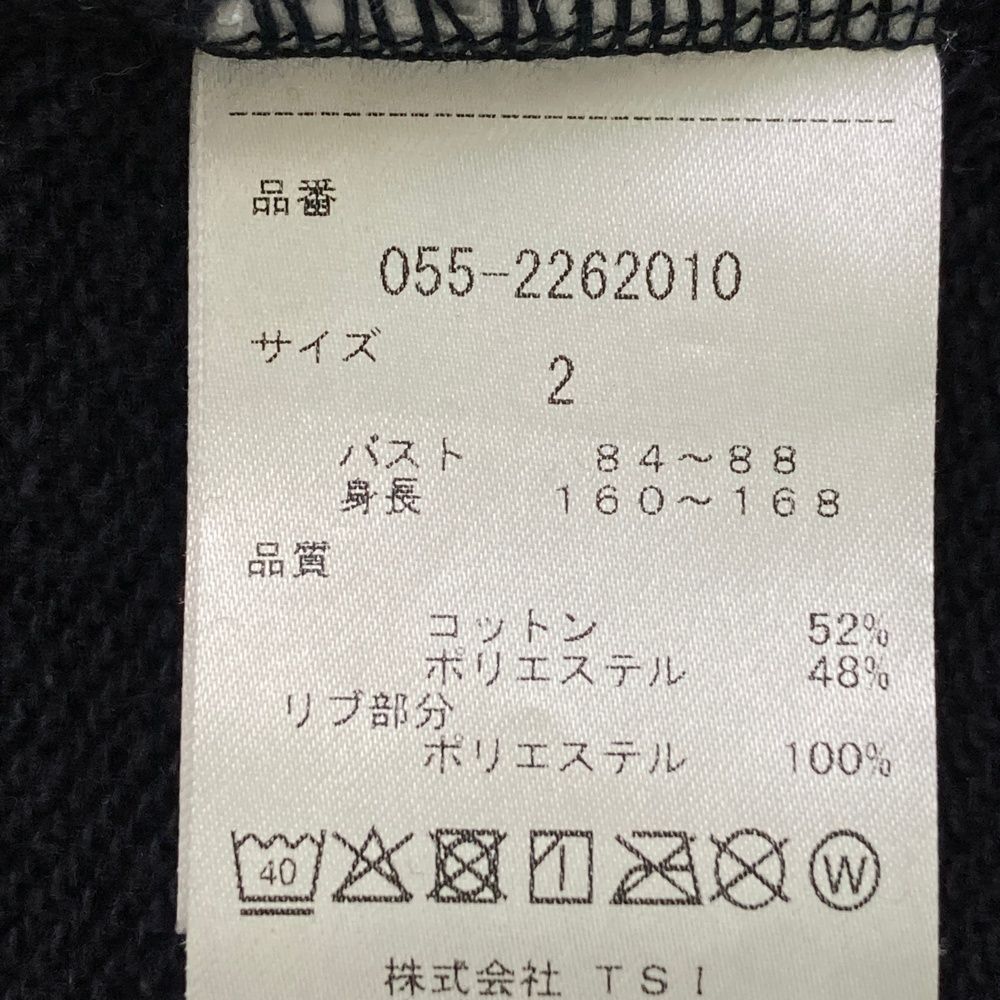 品番
055-2262010
サイズ
2
バスト 84～88
身長 160～168
品質
コットン 52%
ポリエステル 48%
リブ部分
ポリエステル 100%
40 W
株式会社 TSI